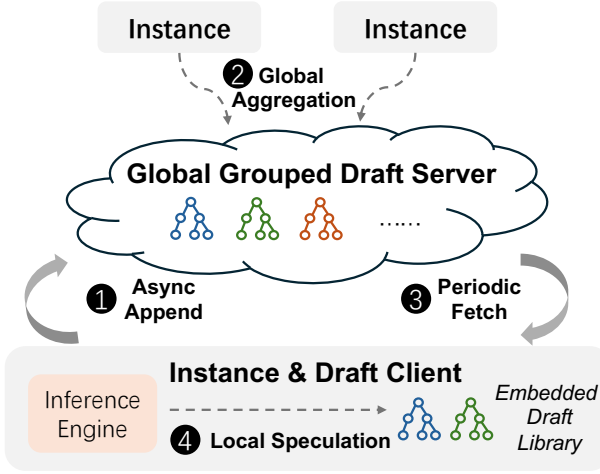 Instance
Instance
2 Global
Aggregation
Global Grouped Draft Server
......
1 Async
Append
3 Periodic
Fetch
Instance & Draft Client
Inference
Engine
4 Local Speculation
Embedded
Draft
Library